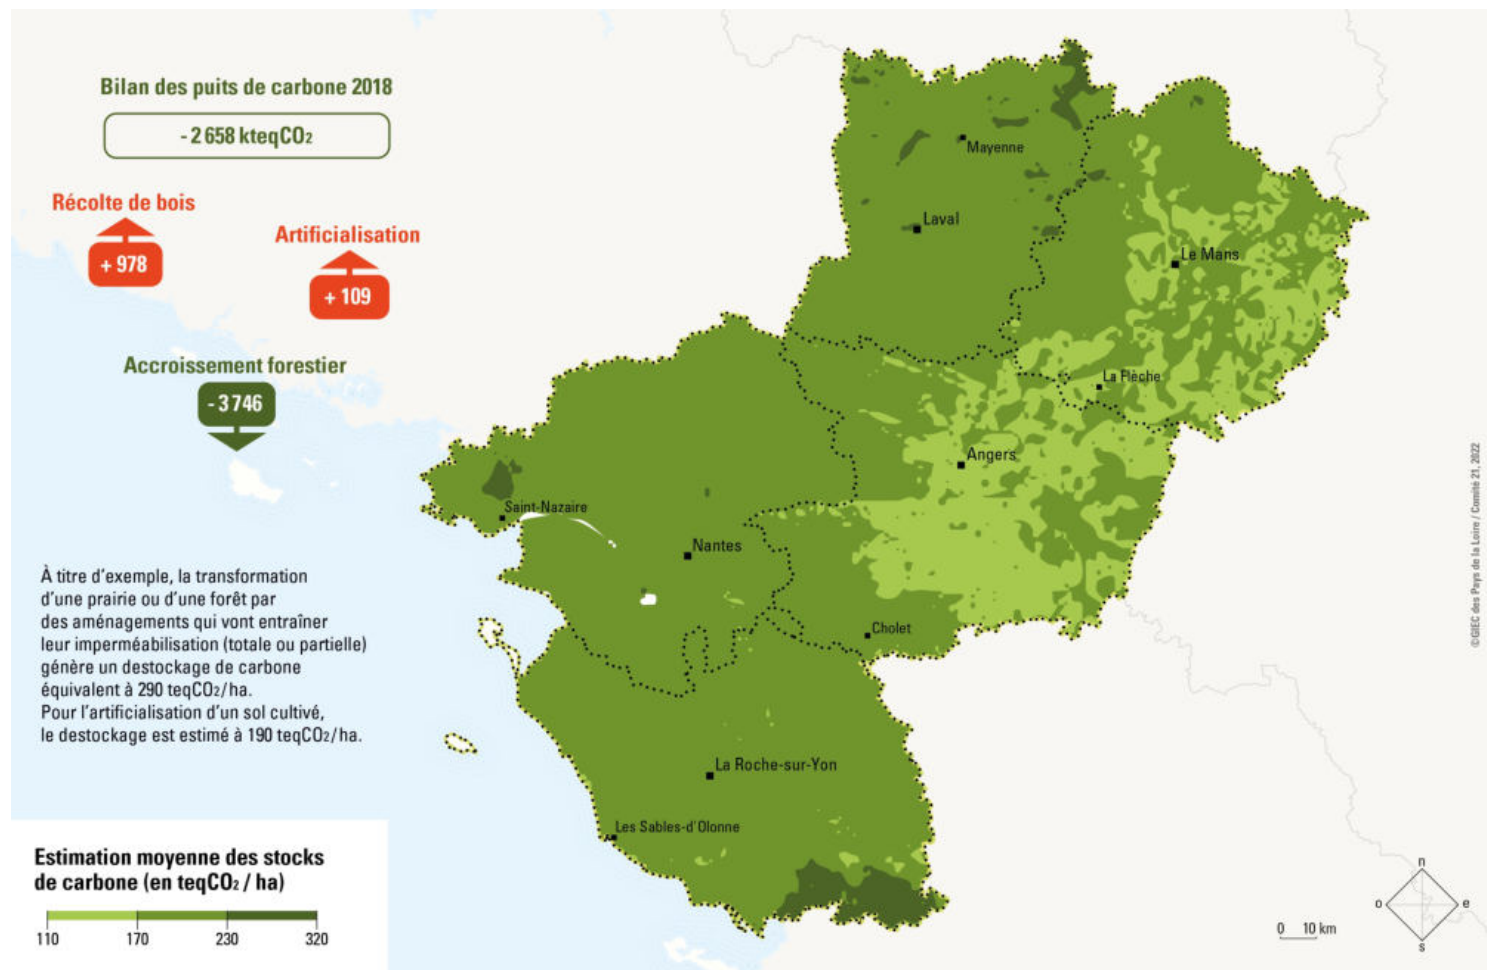 Bilan des puits de carbone 2018
- 2 658 kteqCO2
Récolte de bois
+ 978
Artificialisation
+ 109
Accroissement forestier
- 3 746
À titre d'exemple, la transformation
d'une prairie ou d'une forêt par
des aménagements qui vont entraîner
leur imperméabilisation (totale ou partielle)
génère un destockage de carbone
équivalent à 290 teqCO2/ha.
Pour l'artificialisation d'un sol cultivé,
le destockage est estimé à 190 teqCO2/ha.
Estimation moyenne des stocks
de carbone (en teqCO2 / ha)
110 170 230 320
Mayenne
Laval
Le Mans
La Flèche
Angers
Saint-Nazaire
Nantes
Cholet
La Roche-sur-Yon
Les Sables-d'Olonne
©GIEC des Pays de la Loire / Comité 21, 2022
0 10 km
n
o e
s